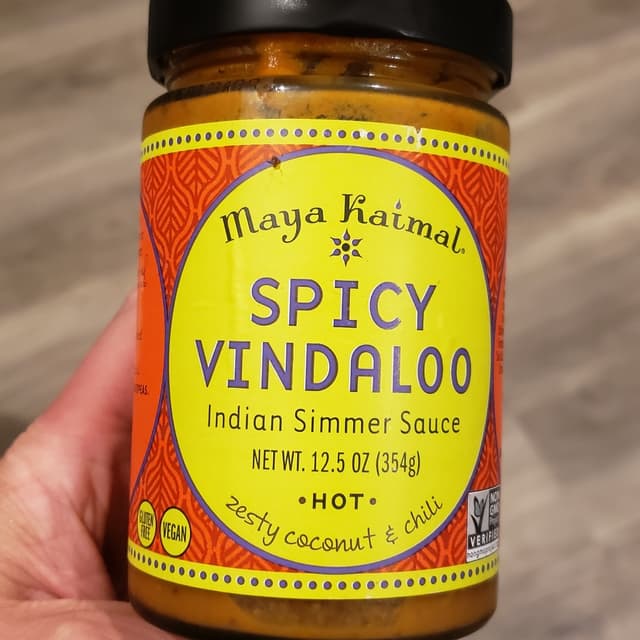 Maya Kaimal
SPICY
VINDALOO
Indian Simmer Sauce
NET WT. 12.5 OZ (354g)
•HOT•
zesty coconut & chili
GLUTEN
FREE
VEGAN
NON
GMO
VERIFIED